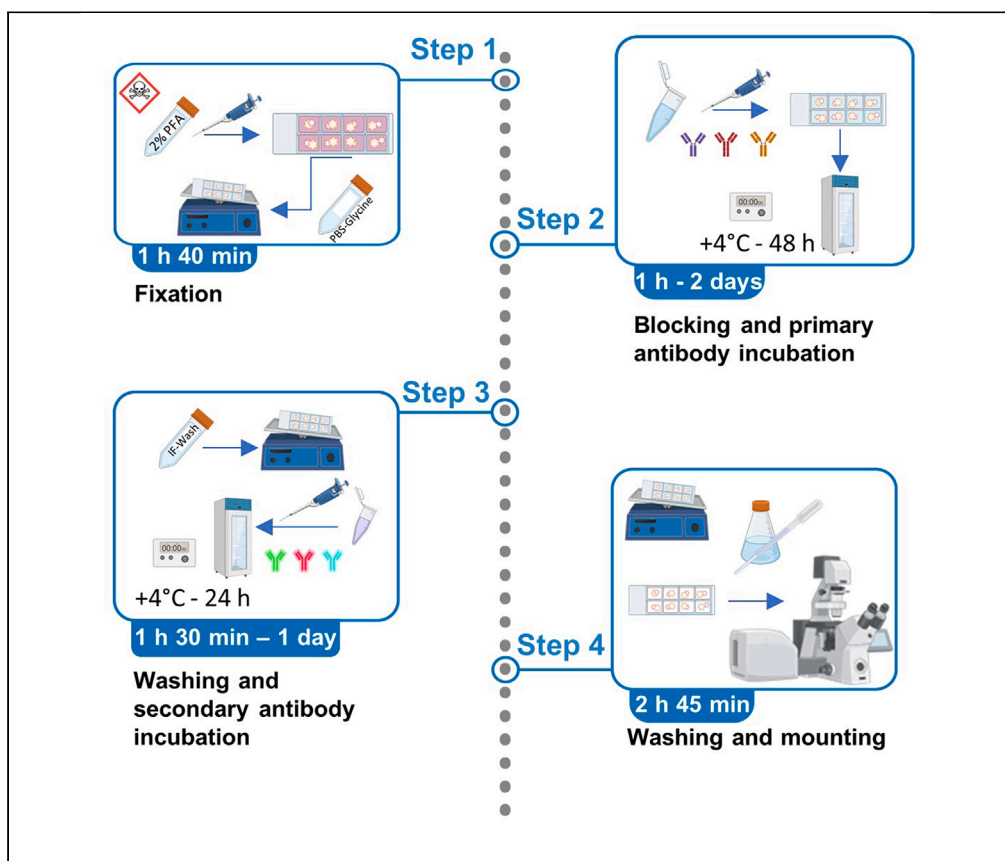 Step 1
2% PFA
PBS-Glycine
1 h 40 min
Fixation
Step 2
00:0000
+4°C - 48 h
1 h - 2 days
Blocking and primary
antibody incubation
Step 3
IF-Wash
00:0000
+4°C - 24 h
1 h 30 min – 1 day
Washing and
secondary antibody
incubation
Step 4
2 h 45 min
Washing and mounting